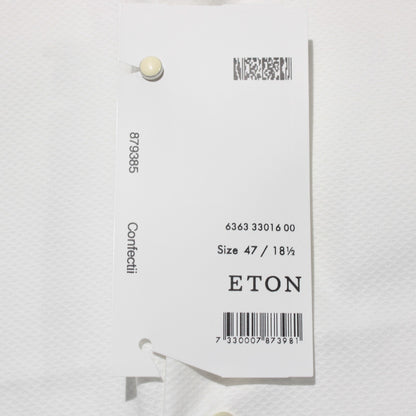 879385 Confectii
6363 33016 00
Size 47 / 18½
ETON
7 330007 873981